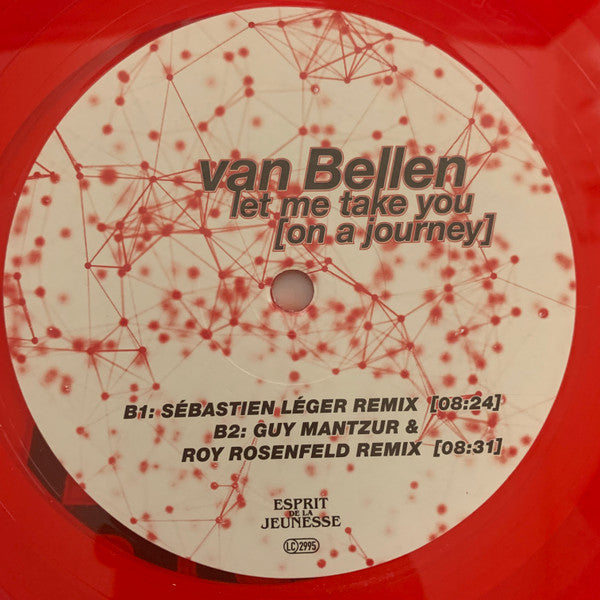 van Bellen
let me take you
[on a journey]
B1: SÉBASTIEN LÉGER REMIX [08:24]
B2: GUY MANTZUR &
ROY ROSENFELD REMIX [08:31]
ESPRIT
DE LA
JEUNESSE
LC 2995